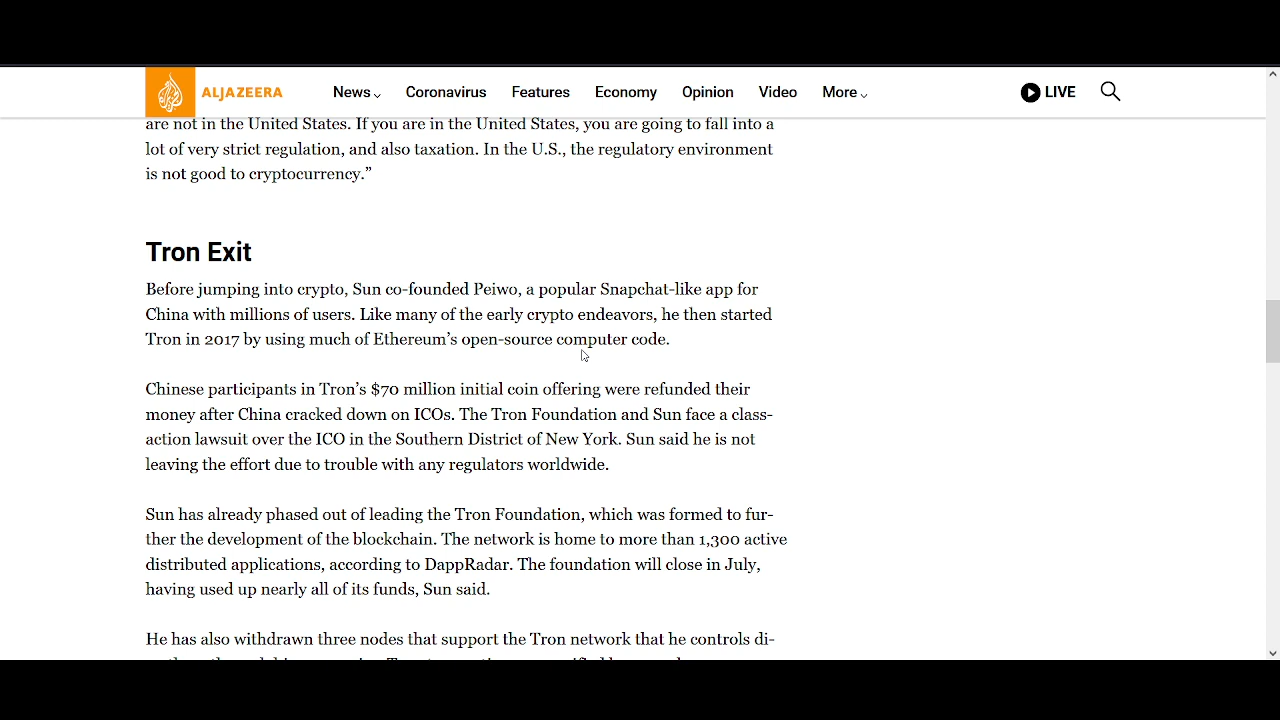 ALJAZEERA
News
Coronavirus
Features
Economy
Opinion
Video
More
LIVE
are not in the United States. If you are in the United States, you are going to fall into a
lot of very strict regulation, and also taxation. In the U.S., the regulatory environment
is not good to cryptocurrency.”
Tron Exit
Before jumping into crypto, Sun co-founded Peiwo, a popular Snapchat-like app for
China with millions of users. Like many of the early crypto endeavors, he then started
Tron in 2017 by using much of Ethereum’s open-source computer code.
Chinese participants in Tron’s $70 million initial coin offering were refunded their
money after China cracked down on ICOs. The Tron Foundation and Sun face a class-
action lawsuit over the ICO in the Southern District of New York. Sun said he is not
leaving the effort due to trouble with any regulators worldwide.
Sun has already phased out of leading the Tron Foundation, which was formed to fur-
ther the development of the blockchain. The network is home to more than 1,300 active
distributed applications, according to DappRadar. The foundation will close in July,
having used up nearly all of its funds, Sun said.
He has also withdrawn three nodes that support the Tron network that he controls di-